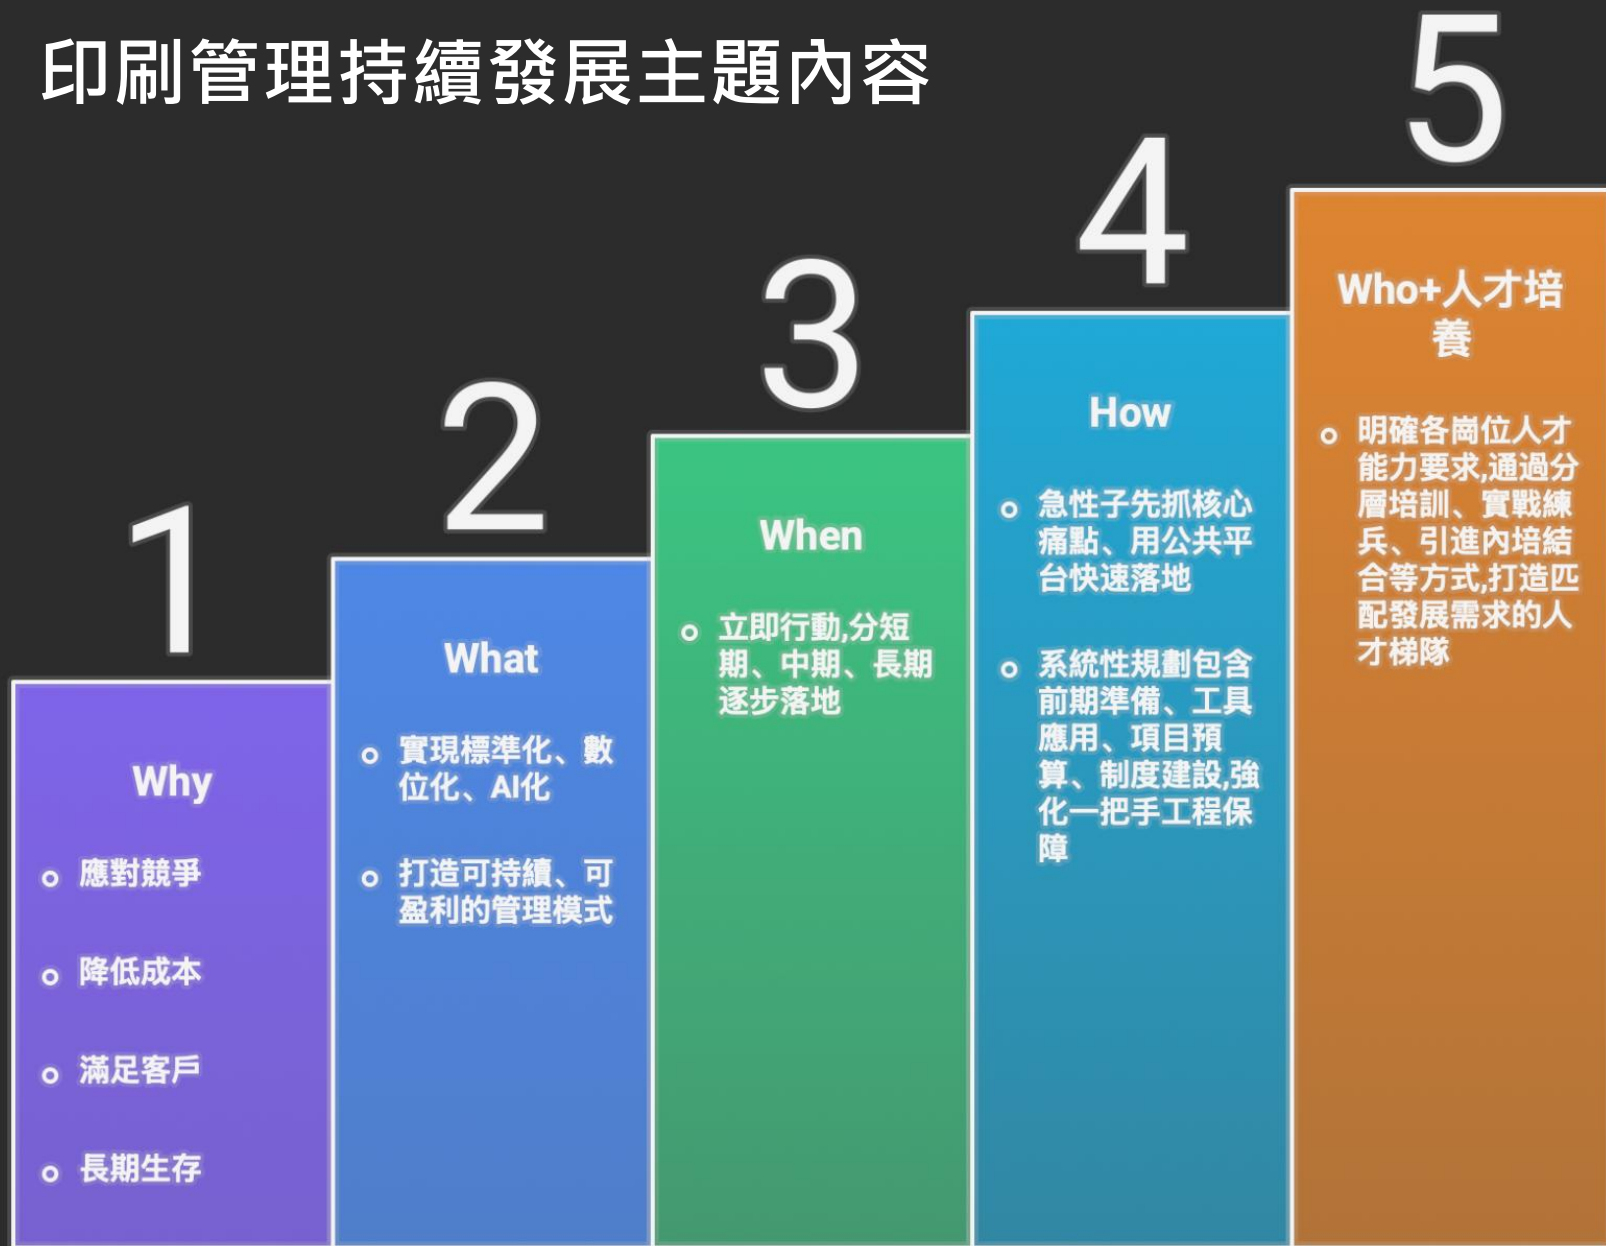 印刷管理持續發展主題內容
1
Why
應對競爭
降低成本
滿足客戶
長期生存
2
What
實現標準化、數
位化、AI化
打造可持續、可
盈利的管理模式
3
When
立即行動,分短
期、中期、長期
逐步落地
4
How
急性子先抓核心
痛點、用公共平
台快速落地
系統性規劃包含
前期準備、工具
應用、項目預
算、制度建設,強
化一把手工程保
障
5
Who+人才培
養
明確各崗位人才
能力要求,通過分
層培訓、實戰練
兵、引進內培結
合等方式,打造匹
配發展需求的人
才梯隊